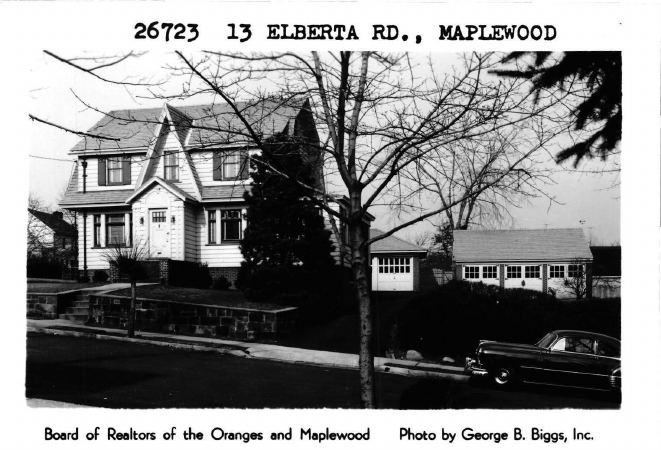 26723 13 ELBERTA RD., MAPLEWOOD
Board of Realtors of the Oranges and Maplewood Photo by George B. Biggs, Inc.